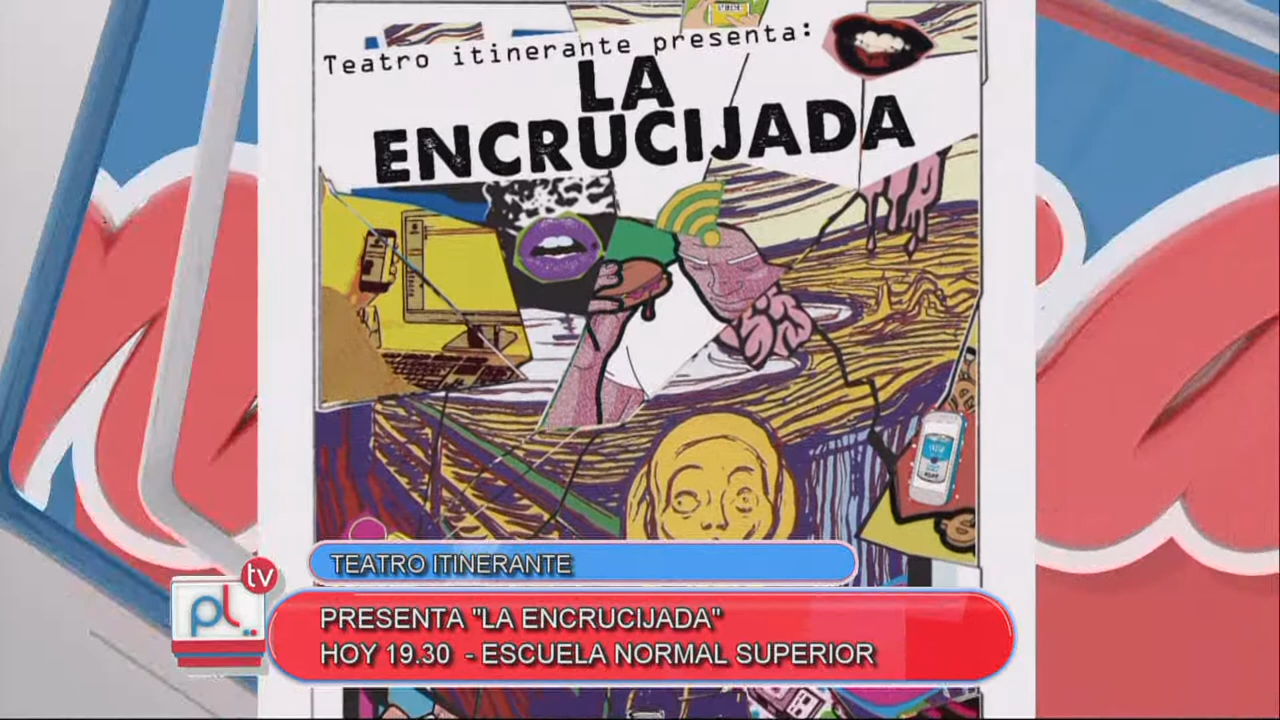 Teatro itinerante presenta:
LA
ENCRUCIJADA
TEATRO ITINERANTE
tv
pl..
PRESENTA "LA ENCRUCIJADA"
HOY 19.30 - ESCUELA NORMAL SUPERIOR